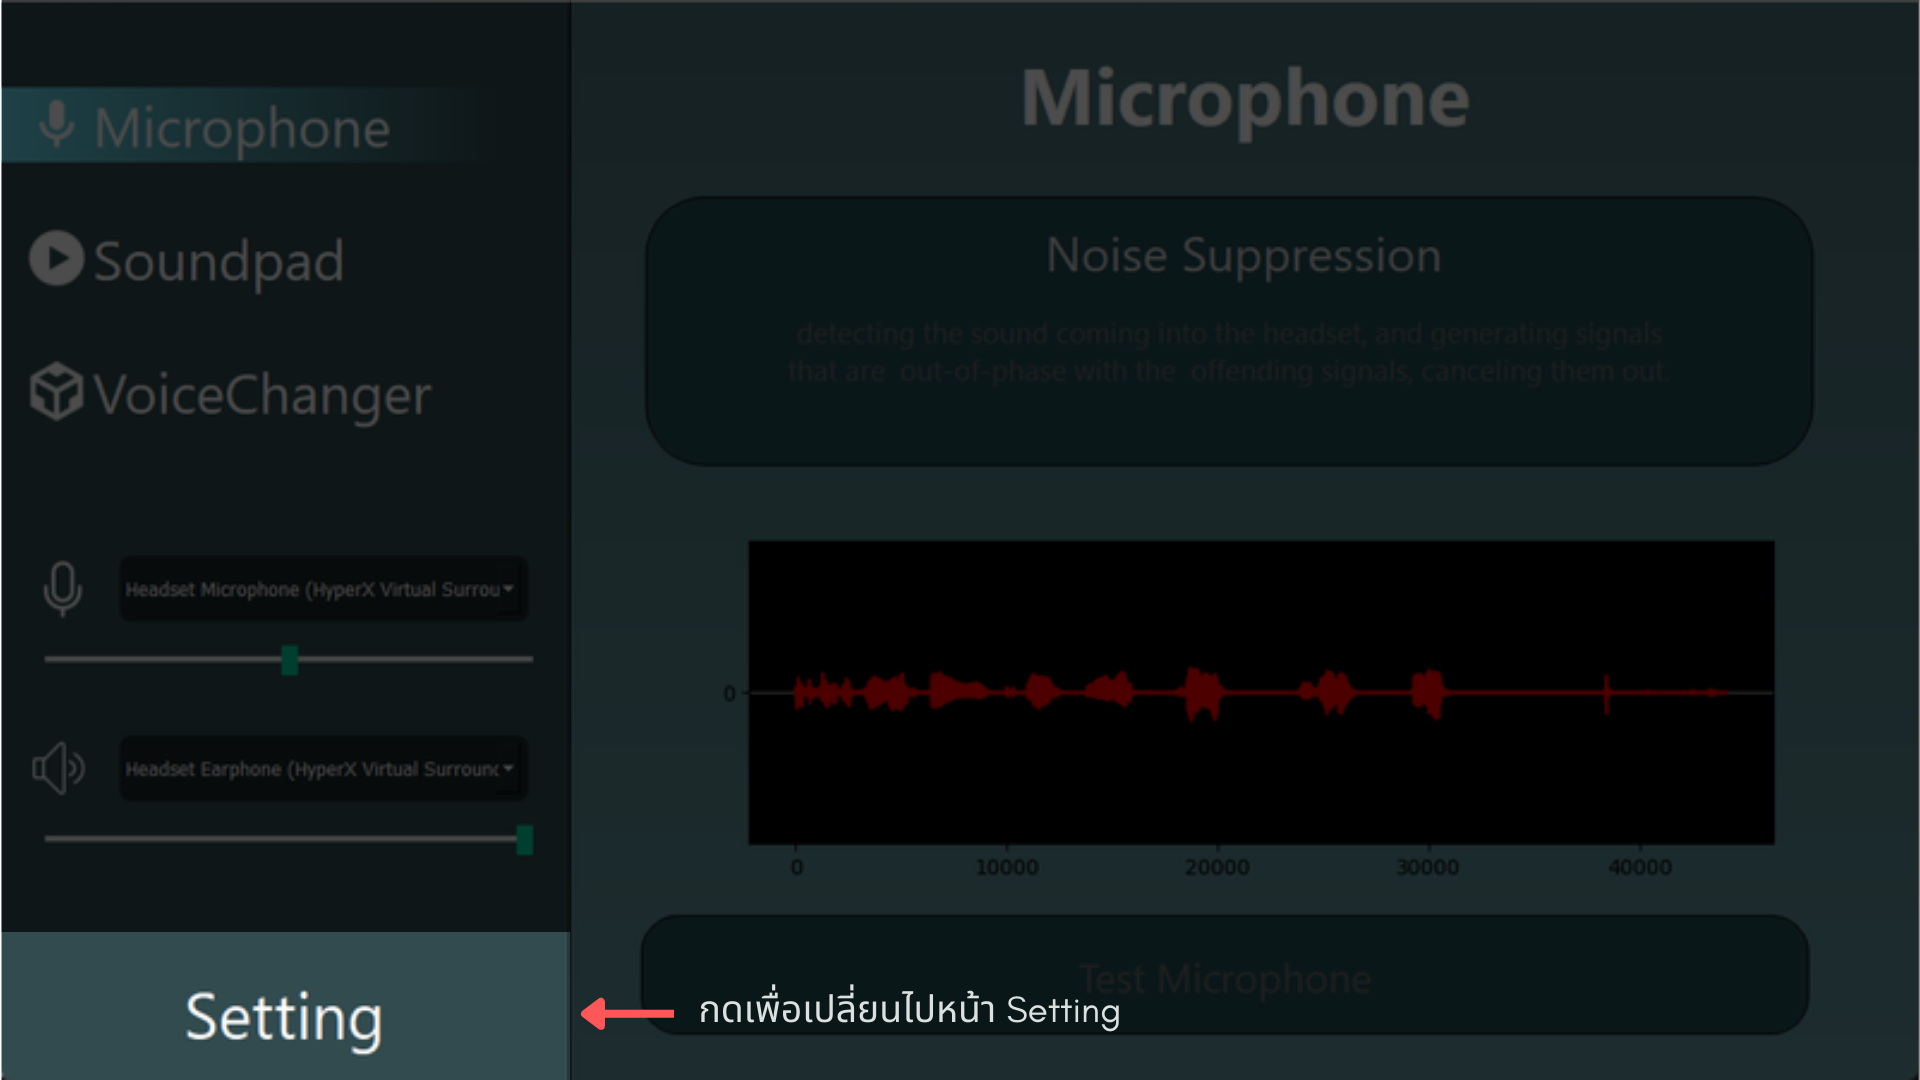 Microphone
Soundpad
VoiceChanger
Headset Microphone (HyperX Virtual Surrou
Headset Earphone (HyperX Virtual Surround
Setting
Microphone
Noise Suppression
detecting the sound coming into the headset, and generating signals
that are out-of-phase with the offending signals, canceling them out.
0
0 10000 20000 30000 40000
Test Microphone
กดเพื่อเปลี่ยนไปหน้า Setting